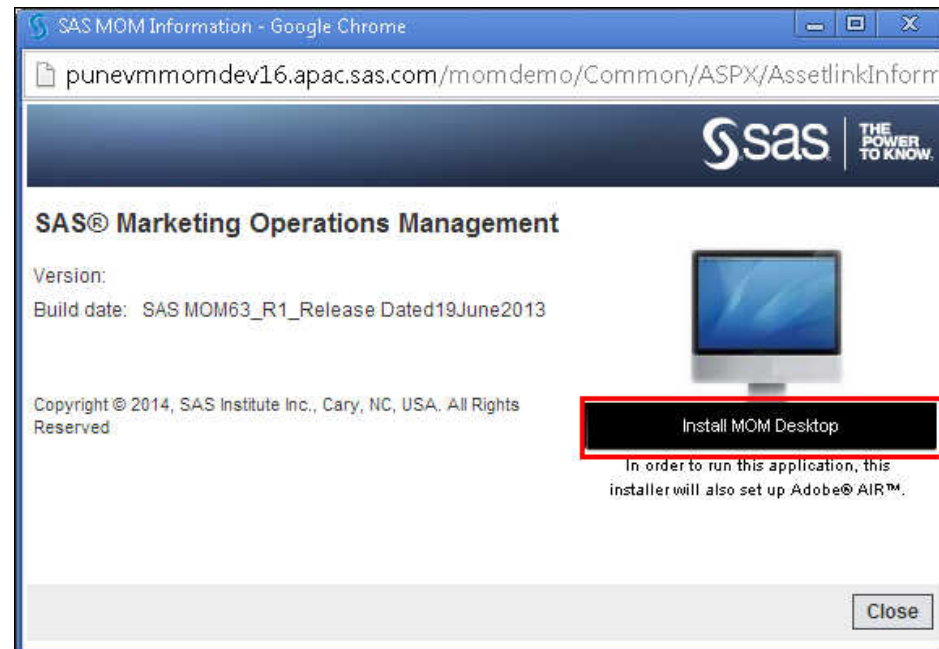 SAS MOM Information - Google Chrome
punevmmomdev16.apac.sas.com/momdemo/Common/ASPX/AssetlinkInform
sas THE POWER TO KNOW.
SAS® Marketing Operations Management
Version:
Build date: SAS MOM63_R1_Release Dated19June2013
Copyright © 2014, SAS Institute Inc., Cary, NC, USA. All Rights
Reserved
Install MOM Desktop
In order to run this application, this
installer will also set up Adobe® AIR™.
Close